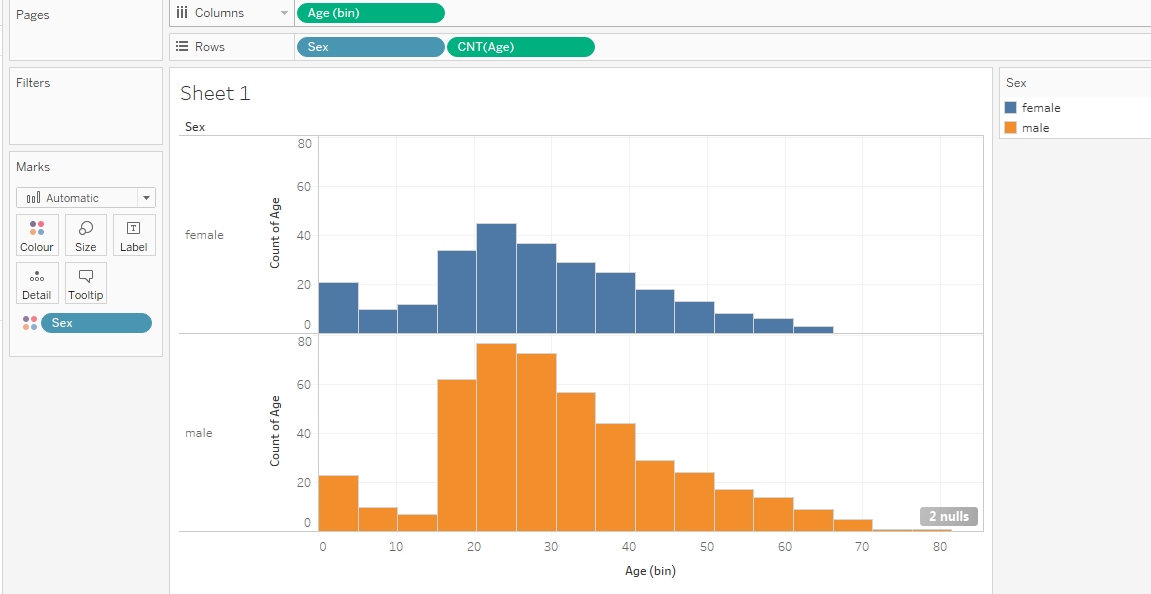 Pages
Columns
Age (bin)
Rows
Sex
CNT(Age)
Filters
Marks
Automatic
Colour
Size
Label
Detail
Tooltip
Sex
Sheet 1
Sex
female
Count of Age
80
60
40
20
0
male
Count of Age
80
60
40
20
0
2 nulls
0 10 20 30 40 50 60 70 80
Age (bin)
Sex
female
male